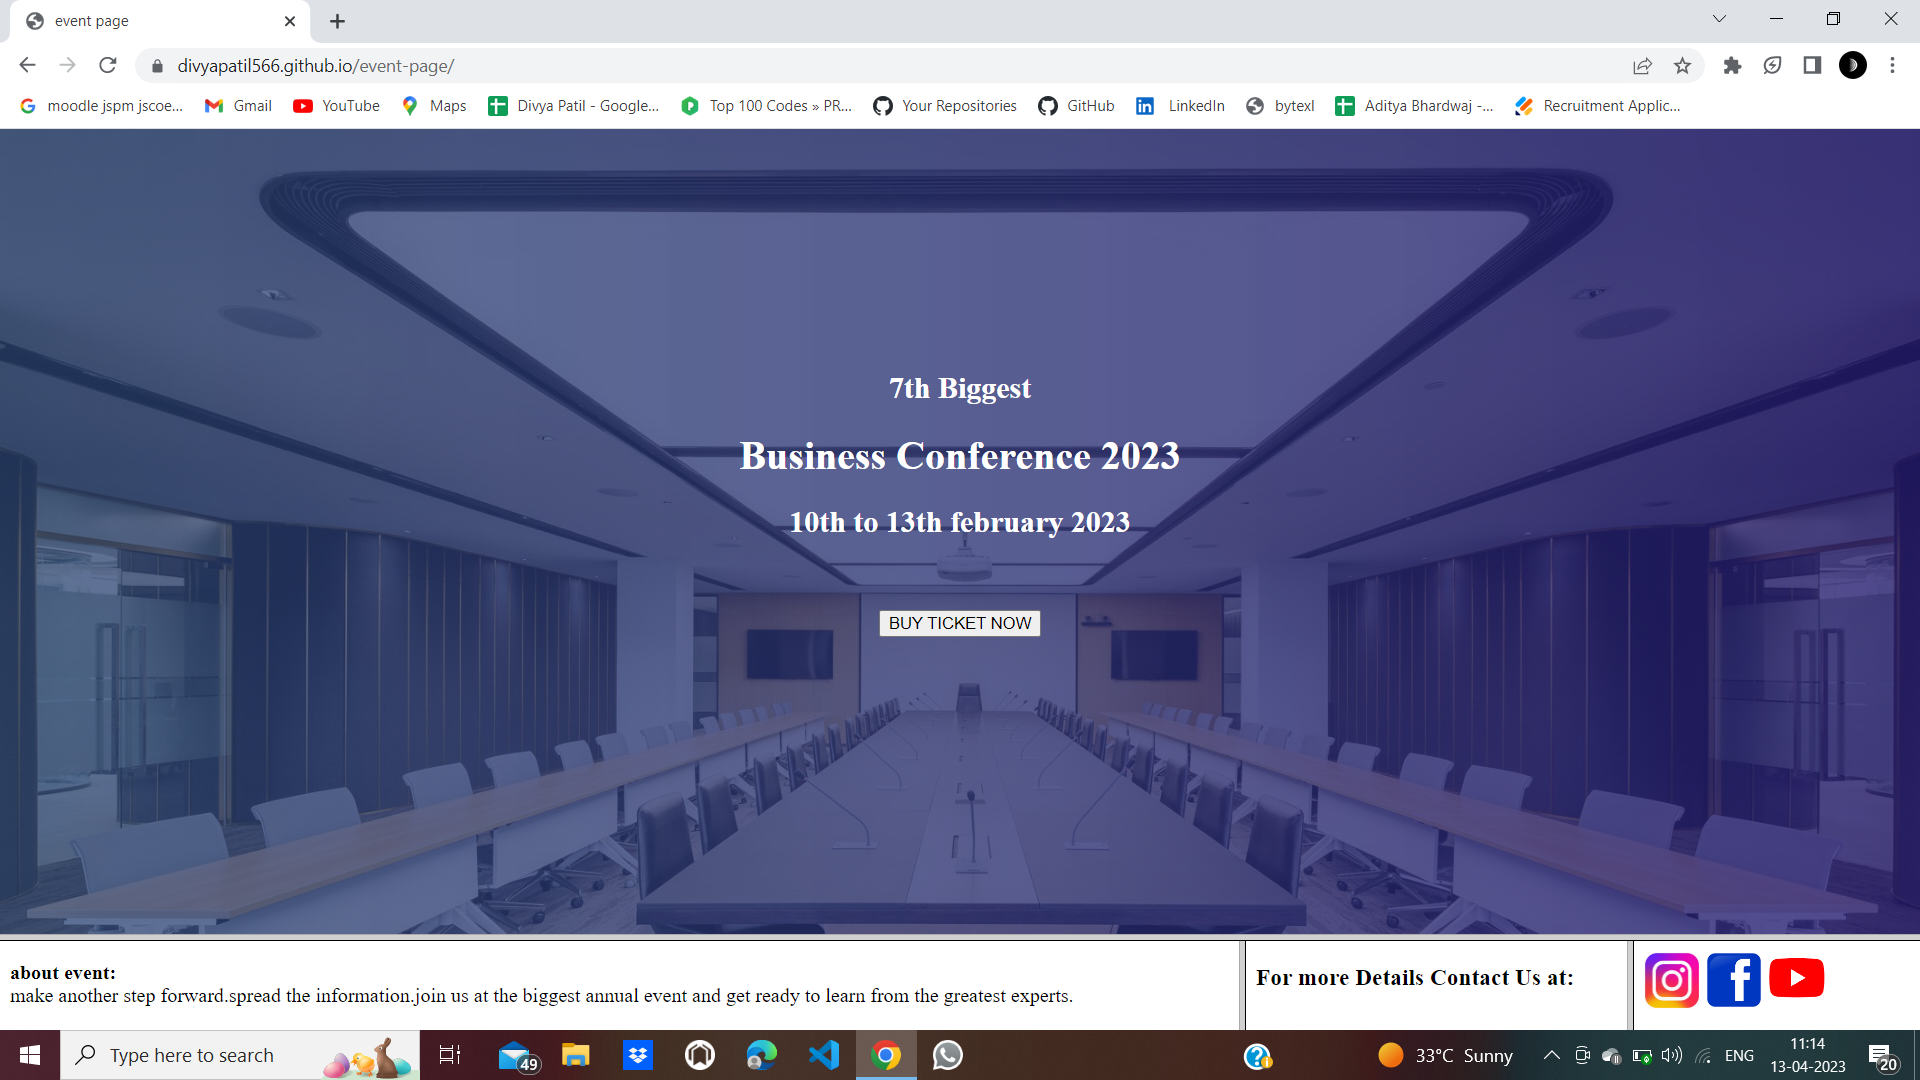 event page
divyapatil566.github.io/event-page/
moodle jspm jscoe...
Gmail
YouTube
Maps
Divya Patil - Google...
Top 100 Codes » PR...
Your Repositories
GitHub
LinkedIn
bytexl
Aditya Bhardwaj -...
Recruitment Applic...
7th Biggest
Business Conference 2023
10th to 13th february 2023
BUY TICKET NOW
about event:
make another step forward.spread the information.join us at the biggest annual event and get ready to learn from the greatest experts.
For more Details Contact Us at:
Type here to search
49
33°C Sunny
ENG
11:14
13-04-2023
20